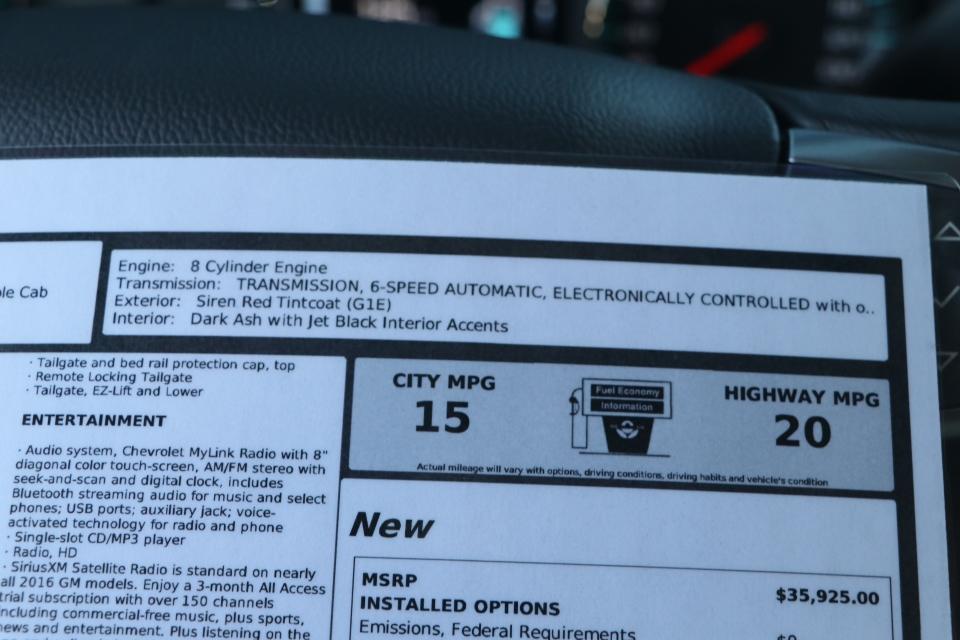 Engine: 8 Cylinder Engine
Transmission: TRANSMISSION, 6-SPEED AUTOMATIC, ELECTRONICALLY CONTROLLED with o..
Exterior: Siren Red Tintcoat (G1E)
Interior: Dark Ash with Jet Black Interior Accents
Cab
· Tailgate and bed rail protection cap, top
· Remote Locking Tailgate
· Tailgate, EZ-Lift and Lower
ENTERTAINMENT
· Audio system, Chevrolet MyLink Radio with 8"
diagonal color touch-screen, AM/FM stereo with
seek-and-scan and digital clock, includes
Bluetooth streaming audio for music and select
phones; USB ports; auxiliary jack; voice-
activated technology for radio and phone
· Single-slot CD/MP3 player
· Radio, HD
· SiriusXM Satellite Radio is standard on nearly
all 2016 GM models. Enjoy a 3-month All Access
trial subscription with over 150 channels
including commercial-free music, plus sports,
news and entertainment. Plus listening on the
CITY MPG
15
Fuel Economy
Information
HIGHWAY MPG
20
Actual mileage will vary with options, driving conditions, driving habits and vehicle's condition
New
MSRP $35,925.00
INSTALLED OPTIONS
Emissions, Federal Requirements $0